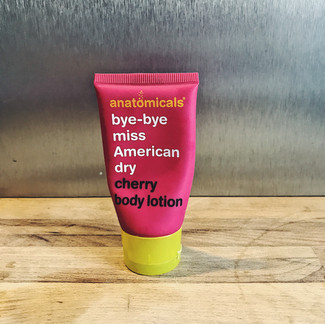 anatomicals®
bye-bye
miss
American
dry
cherry
body lotion